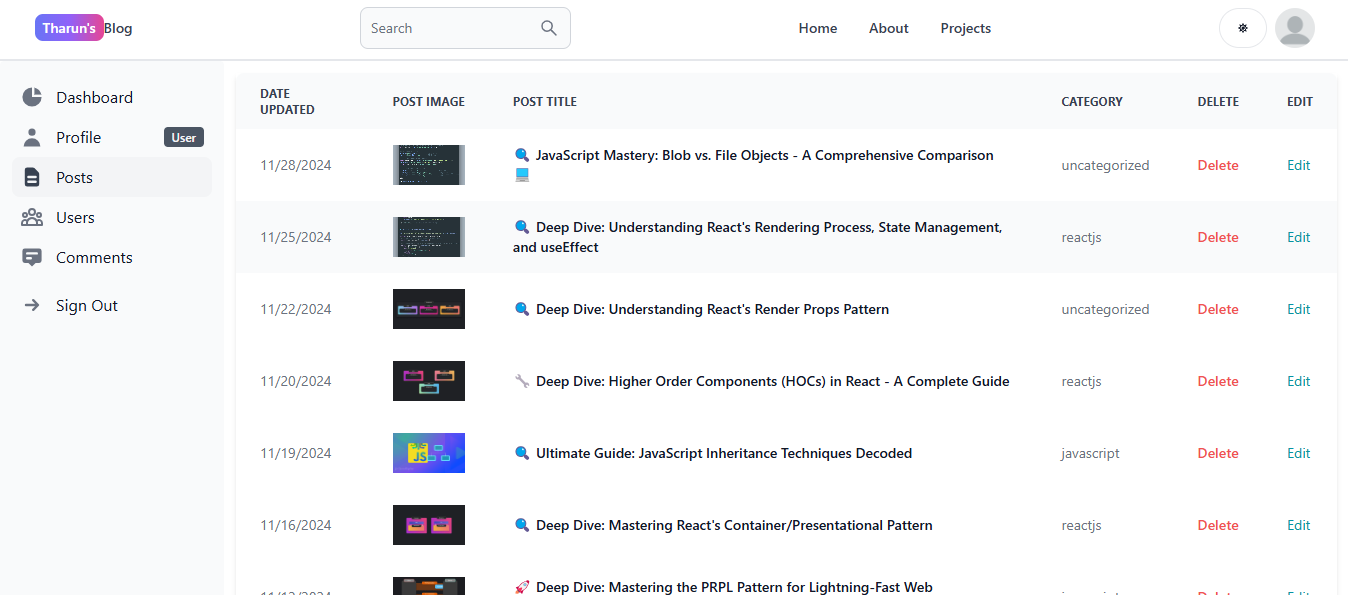 Tharun's Blog
Search
Home About Projects
Dashboard
Profile User
Posts
Users
Comments
Sign Out
DATE UPDATED POST IMAGE POST TITLE CATEGORY DELETE EDIT
11/28/2024 🔍 JavaScript Mastery: Blob vs. File Objects - A Comprehensive Comparison 💻 uncategorized Delete Edit
11/25/2024 🔍 Deep Dive: Understanding React's Rendering Process, State Management, and useEffect reactjs Delete Edit
11/22/2024 🔍 Deep Dive: Understanding React's Render Props Pattern uncategorized Delete Edit
11/20/2024 🔧 Deep Dive: Higher Order Components (HOCs) in React - A Complete Guide reactjs Delete Edit
JS
11/19/2024 🔍 Ultimate Guide: JavaScript Inheritance Techniques Decoded javascript Delete Edit
11/16/2024 🔍 Deep Dive: Mastering React's Container/Presentational Pattern reactjs Delete Edit
🚀 Deep Dive: Mastering the PRPL Pattern for Lightning-Fast Web